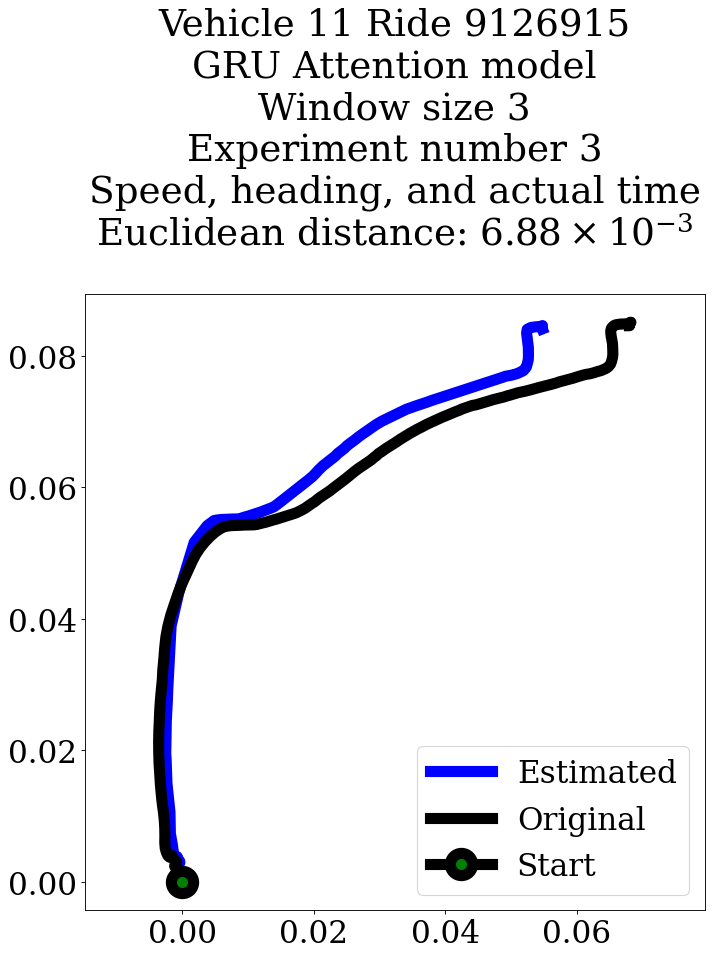 Vehicle 11 Ride 9126915
GRU Attention model
Window size 3
Experiment number 3
Speed, heading, and actual time
Euclidean distance: 6.88 × 10⁻³
0.08
0.06
0.04
0.02
0.00
Estimated
Original
Start
0.00 0.02 0.04 0.06